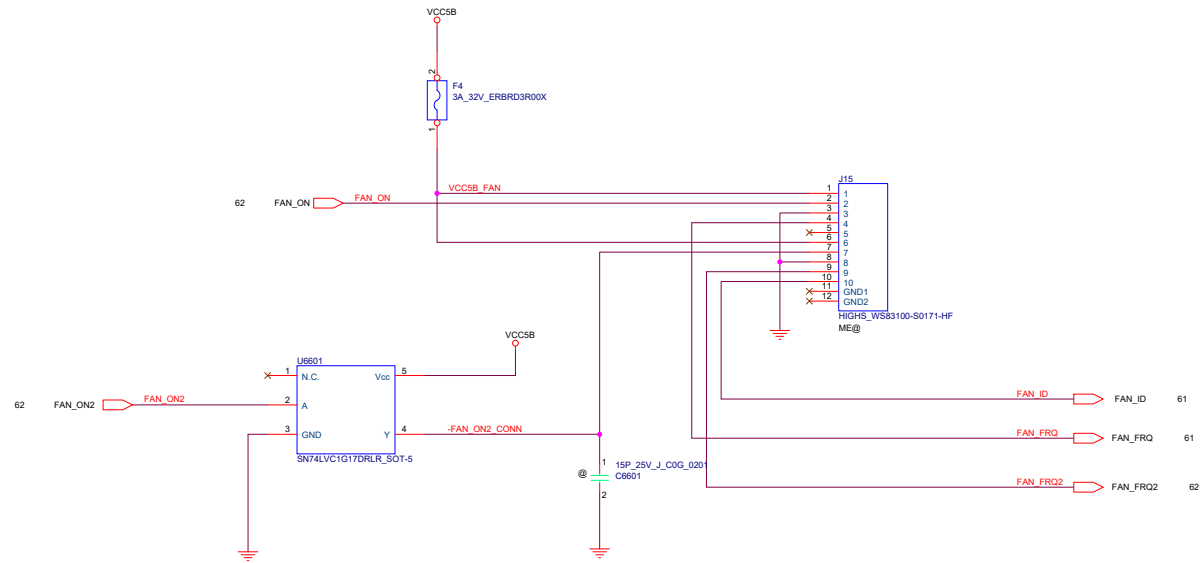 VCC5B
2
F4
3A_32V_ERBRD3R00X
1
J15
VCC5B_FAN
62 FAN_ON FAN_ON
1 1
2 2
3 3
4 4
5 5
6 6
7 7
8 8
9 9
10 10
11 GND1
12 GND2
HIGHS_WS83100-S0171-HF
ME@
VCC5B
U6601
1 N.C. Vcc 5
62 FAN_ON2 FAN_ON2 2 A
3 GND Y 4 -FAN_ON2_CONN
SN74LVC1G17DRLR_SOT-5
FAN_ID FAN_ID 61
FAN_FRQ FAN_FRQ 61
FAN_FRQ2 FAN_FRQ2 62
1 15P_25V_J_C0G_0201
@ C6601
2